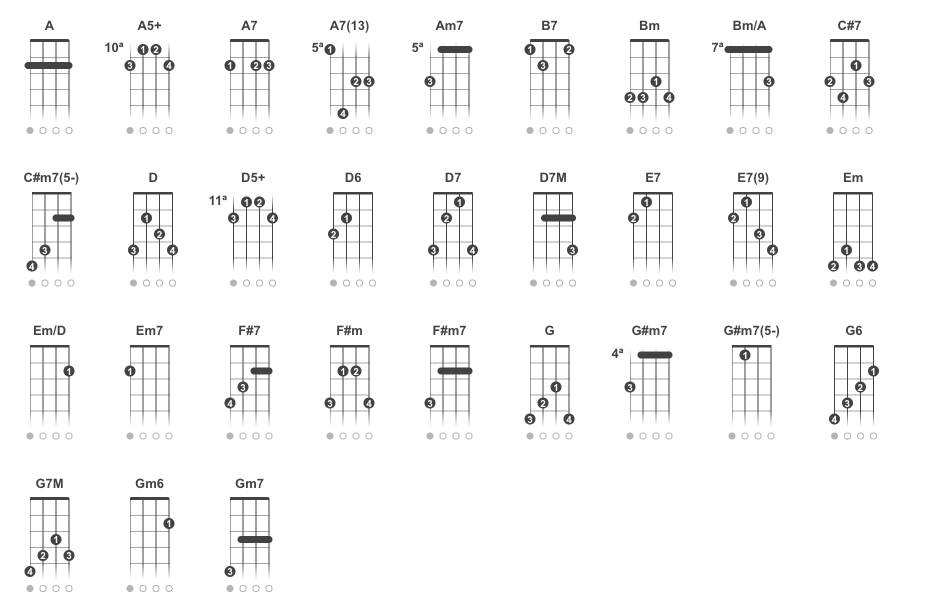 A A5+ A7 A7(13) Am7 B7 Bm Bm/A C#7
10ª 1 2 5ª 1 5ª 1 2 7ª
3 4 1 2 3 3 1
2 3 3 3 2 3
4 2 3 4 4
C#m7(5-) D D5+ D6 D7 D7M E7 E7(9) Em
11ª 1 2 1 1 1
1 3 4 1 2 2 2
2 2 3
3 3 4 3 4 3 4 1
4 2 3 4
Em/D Em7 F#7 F#m F#m7 G G#m7 G#m7(5-) G6
4ª 1
1 1 1 2 1
3 1 3 2
4 3 4 3 2 3
3 4 4
G7M Gm6 Gm7
1
1
2 3
4 3